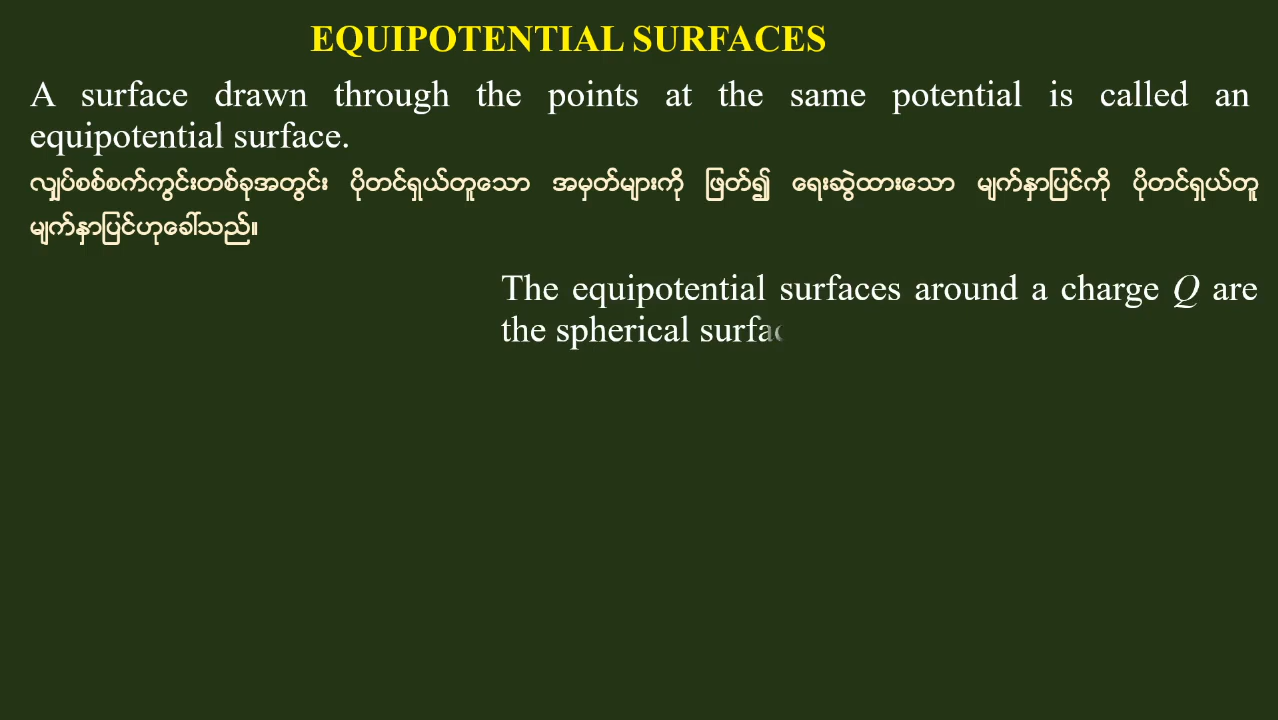 EQUIPOTENTIAL SURFACES
A surface drawn through the points at the same potential is called an
equipotential surface.
လျှပ်စစ်စက်ကွင်းတစ်ခုအတွင်း ပိုတင်ရှယ်တူသော အမှတ်များကို ဖြတ်၍ ရေးဆွဲထားသော မျက်နှာပြင်ကို ပိုတင်ရှယ်တူ
မျက်နှာပြင်ဟုခေါ်သည်။
The equipotential surfaces around a charge Q are
the spherical